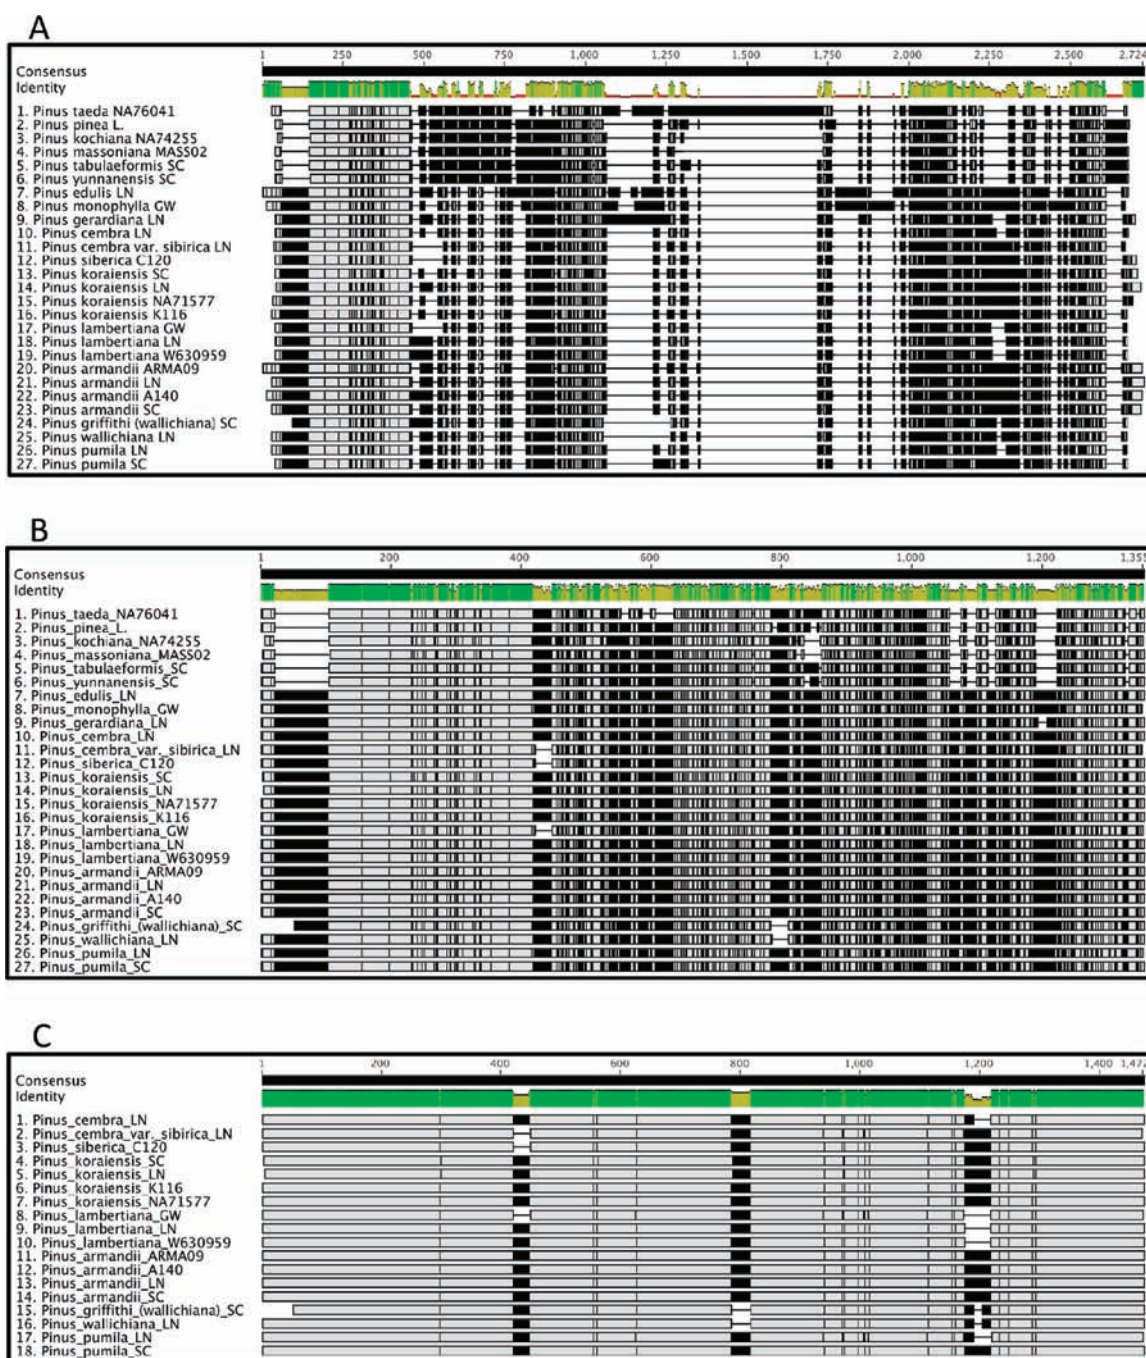 A
1 250 500 750 1,000 1,250 1,500 1,750 2,000 2,250 2,500 2,724
Consensus
Identity
1. Pinus taeda NA76041
2. Pinus pinea L.
3. Pinus kochiana NA74255
4. Pinus massoniana MASS02
5. Pinus tabulaeformis SC
6. Pinus yunnanensis SC
7. Pinus edulis LN
8. Pinus monophylla GW
9. Pinus gerardiana LN
10. Pinus cembra LN
11. Pinus cembra var. sibirica LN
12. Pinus siberica C120
13. Pinus koraiensis SC
14. Pinus koraiensis LN
15. Pinus koraiensis NA71577
16. Pinus koraiensis K116
17. Pinus lambertiana GW
18. Pinus lambertiana LN
19. Pinus lambertiana W630959
20. Pinus armandii ARMA09
21. Pinus armandii LN
22. Pinus armandii A140
23. Pinus armandii SC
24. Pinus griffithi (wallichiana) SC
25. Pinus wallichiana LN
26. Pinus pumila LN
27. Pinus pumila SC
B
1 200 400 600 800 1,000 1,200
Consensus
Identity
1. Pinus_taeda_NA76041
2. Pinus_pinea_L.
3. Pinus_kochiana_NA74255
4. Pinus_massoniana_MASS02
5. Pinus_tabulaeformis_SC
6. Pinus_yunnanensis_SC
7. Pinus_edulis_LN
8. Pinus_monophylla_GW
9. Pinus_gerardiana_LN
10. Pinus_cembra_LN
11. Pinus_cembra_var._sibirica_LN
12. Pinus_siberica_C120
13. Pinus_koraiensis_SC
14. Pinus_koraiensis_LN
15. Pinus_koraiensis_NA71577
16. Pinus_koraiensis_K116
17. Pinus_lambertiana_GW
18. Pinus_lambertiana_LN
19. Pinus_lambertiana_W630959
20. Pinus_armandii_ARMA09
21. Pinus_armandii_LN
22. Pinus_armandii_A140
23. Pinus_armandii_SC
24. Pinus_griffithi_(wallichiana)_SC
25. Pinus_wallichiana_LN
26. Pinus_pumila_LN
27. Pinus_pumila_SC
C
1 200 400 600 800 1,000 1,200 1,400 1,472
Consensus
Identity
1. Pinus_cembra_LN
2. Pinus_cembra_var._sibirica_LN
3. Pinus_siberica_C120
4. Pinus_koraiensis_SC
5. Pinus_koraiensis_LN
6. Pinus_koraiensis_K116
7. Pinus_koraiensis_NA71577
8. Pinus_lambertiana_GW
9. Pinus_lambertiana_LN
10. Pinus_lambertiana_W630959
11. Pinus_armandii_ARMA09
12. Pinus_armandii_A140
13. Pinus_armandii_LN
14. Pinus_armandii_SC
15. Pinus_griffithi_(wallichiana)_SC
16. Pinus_wallichiana_LN
17. Pinus_pumila_LN
18. Pinus_pumila_SC